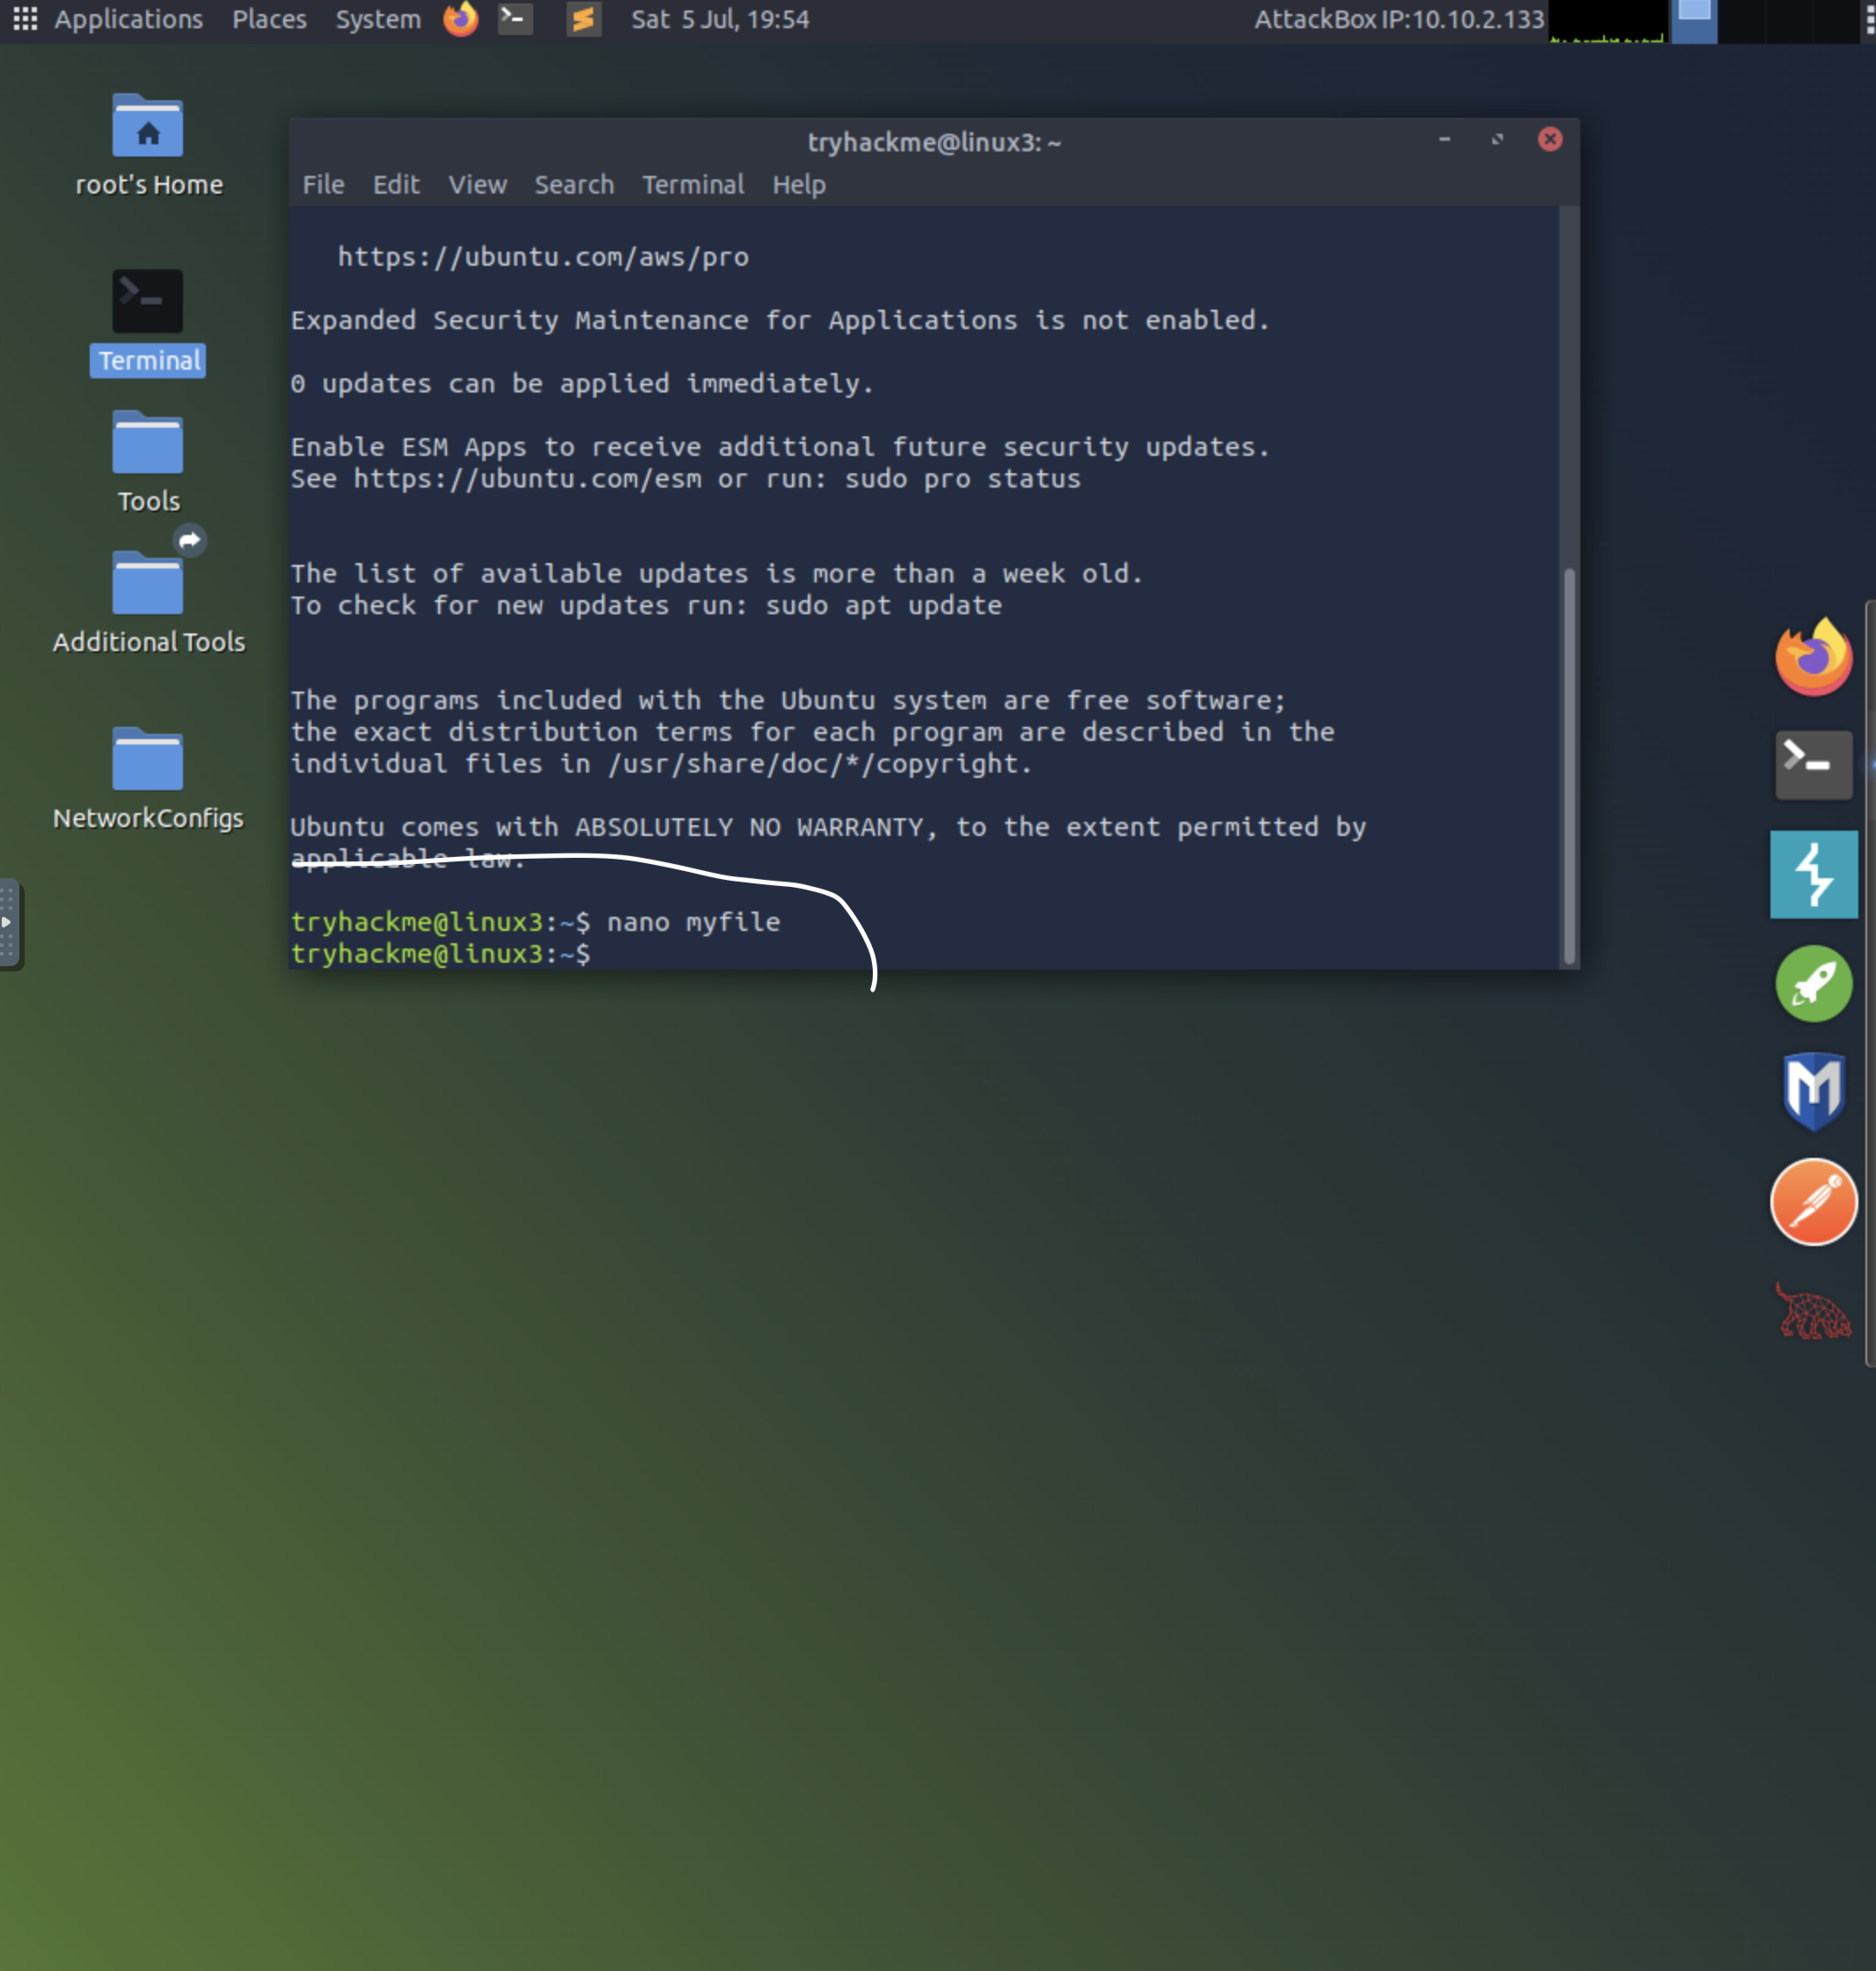 Applications Places System Sat 5 Jul, 19:54 AttackBox IP:10.10.2.133
root's Home
Terminal
Tools
Additional Tools
NetworkConfigs
tryhackme@linux3: ~
File Edit View Search Terminal Help
https://ubuntu.com/aws/pro
Expanded Security Maintenance for Applications is not enabled.
0 updates can be applied immediately.
Enable ESM Apps to receive additional future security updates.
See https://ubuntu.com/esm or run: sudo pro status
The list of available updates is more than a week old.
To check for new updates run: sudo apt update
The programs included with the Ubuntu system are free software;
the exact distribution terms for each program are described in the
individual files in /usr/share/doc/*/copyright.
Ubuntu comes with ABSOLUTELY NO WARRANTY, to the extent permitted by
applicable law.
tryhackme@linux3:~$ nano myfile
tryhackme@linux3:~$